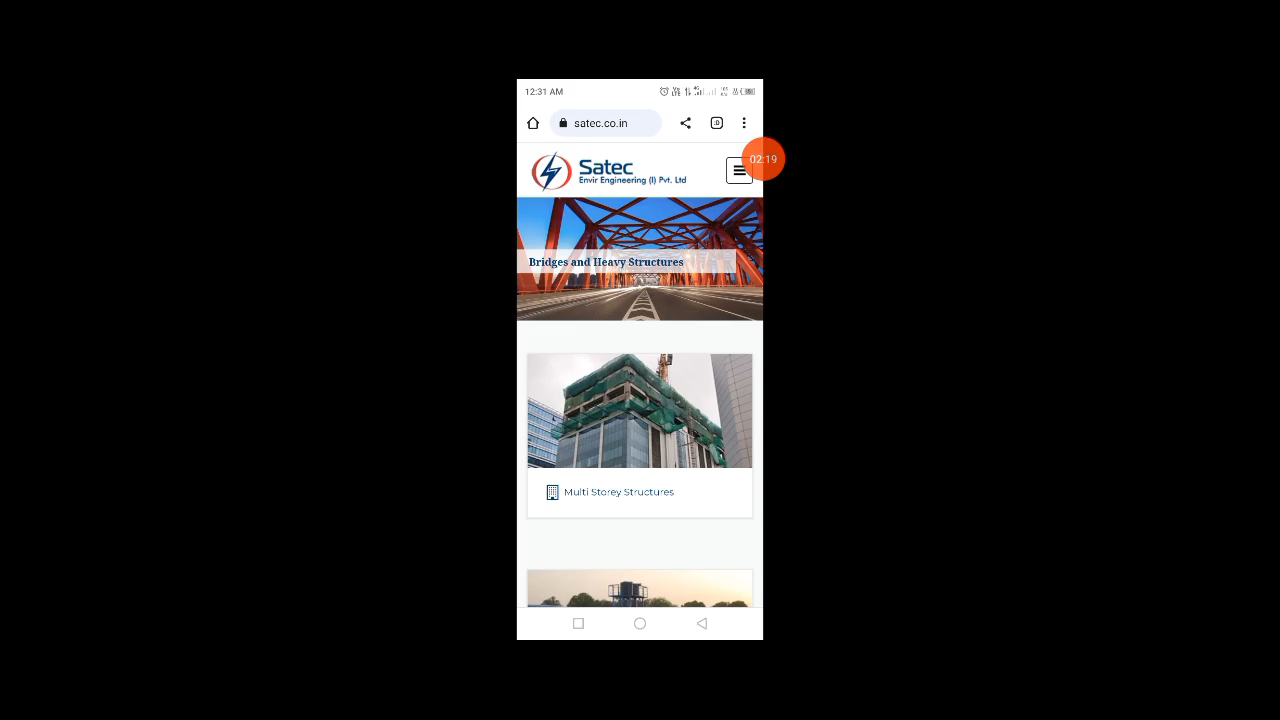 12:31 AM
satec.co.in
02:19
Satec
Envir Engineering (I) Pvt. Ltd
Bridges and Heavy Structures
Multi Storey Structures